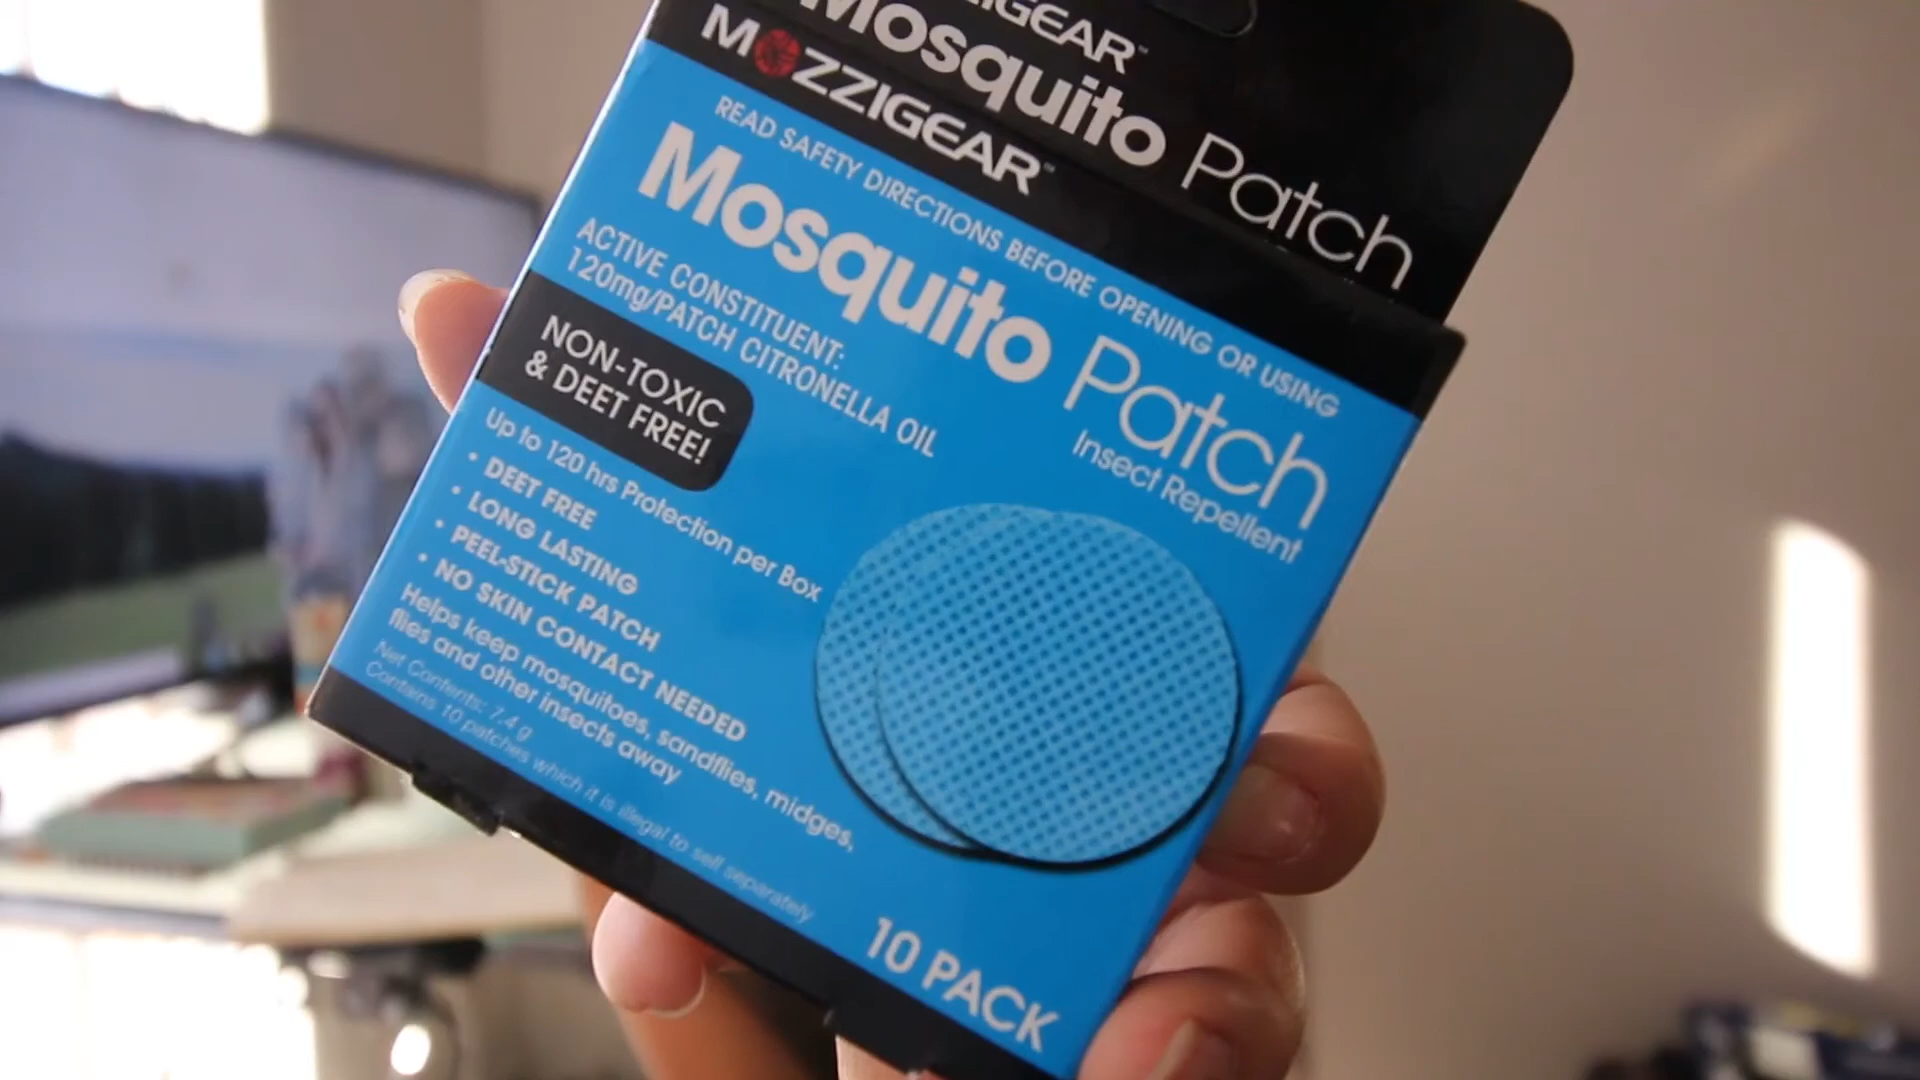 ZIGEAR™
Mosquito Patch
MOZZIGEAR™
READ SAFETY DIRECTIONS BEFORE OPENING OR USING
Mosquito Patch
Insect Repellent
ACTIVE CONSTITUENT:
120mg/PATCH CITRONELLA OIL
NON-TOXIC
& DEET FREE!
Up to 120 hrs Protection per Box
• DEET FREE
• LONG LASTING
• PEEL-STICK PATCH
• NO SKIN CONTACT NEEDED
Helps keep mosquitoes, sandflies, midges,
flies and other insects away
Net Contents: 7.4 g
Contains 10 patches which it is illegal to sell separately
10 PACK